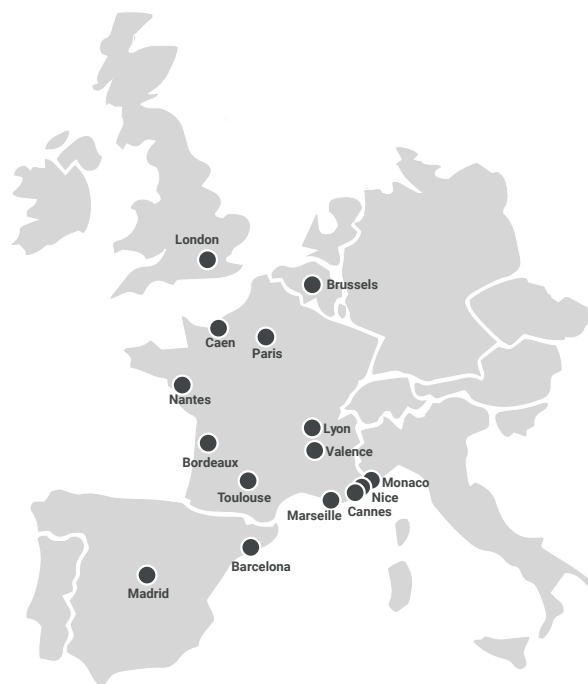 London
Brussels
Caen
Paris
Nantes
Lyon
Bordeaux
Valence
Toulouse
Monaco
Nice
Cannes
Marseille
Barcelona
Madrid